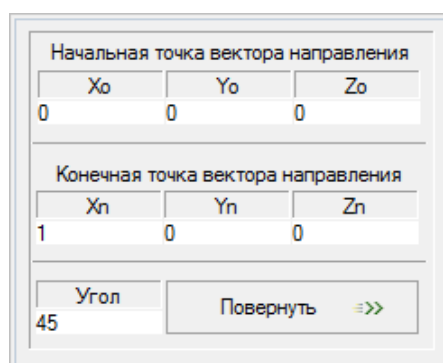 Начальная точка вектора направления
Xo Yo Zo
0 0 0
Конечная точка вектора направления
Xn Yn Zn
1 0 0
Угол
45
Повернуть